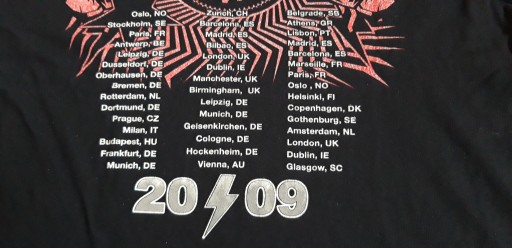 Oslo, NO
Stockholm, SE
Paris, FR
Antwerp, BE
Leipzig, DE
Dusseldorf, DE
Oberhausen, DE
Bremen, DE
Rotterdam, NL
Dortmund, DE
Prague, CZ
Milan, IT
Budapest, HU
Frankfurt, DE
Munich, DE
Zurich, CH
Barcelona, ES
Madrid, ES
Bilbao, ES
London, UK
Dublin, IE
Manchester, UK
Birmingham, UK
Leipzig, DE
Munich, DE
Geisenkirchen, DE
Cologne, DE
Hockenheim, DE
Vienna, AU
Belgrade, SB
Athens, GR
Lisbon, PT
Madrid, ES
Barcelona, ES
Marseille, FR
Paris, FR
Oslo , NO
Helsinki, FI
Copenhagen, DK
Gothenburg, SE
Amsterdam, NL
London, UK
Dublin, IE
Glasgow, SC
20 09